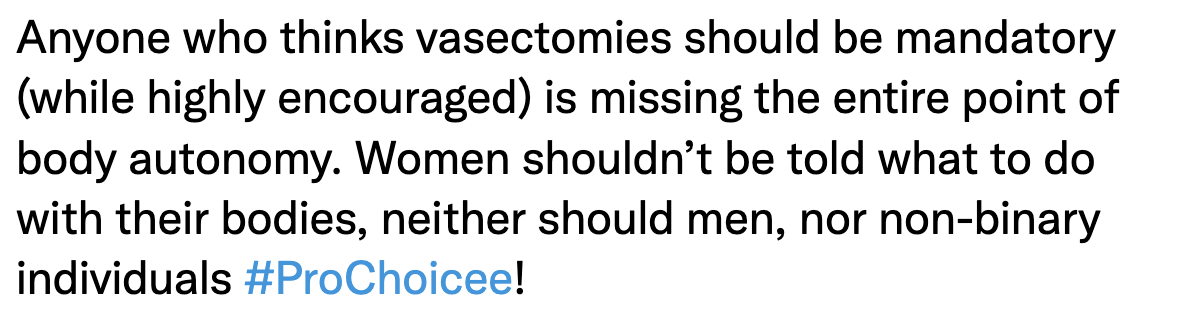 Anyone who thinks vasectomies should be mandatory
(while highly encouraged) is missing the entire point of
body autonomy. Women shouldn’t be told what to do
with their bodies, neither should men, nor non-binary
individuals #ProChoicee!